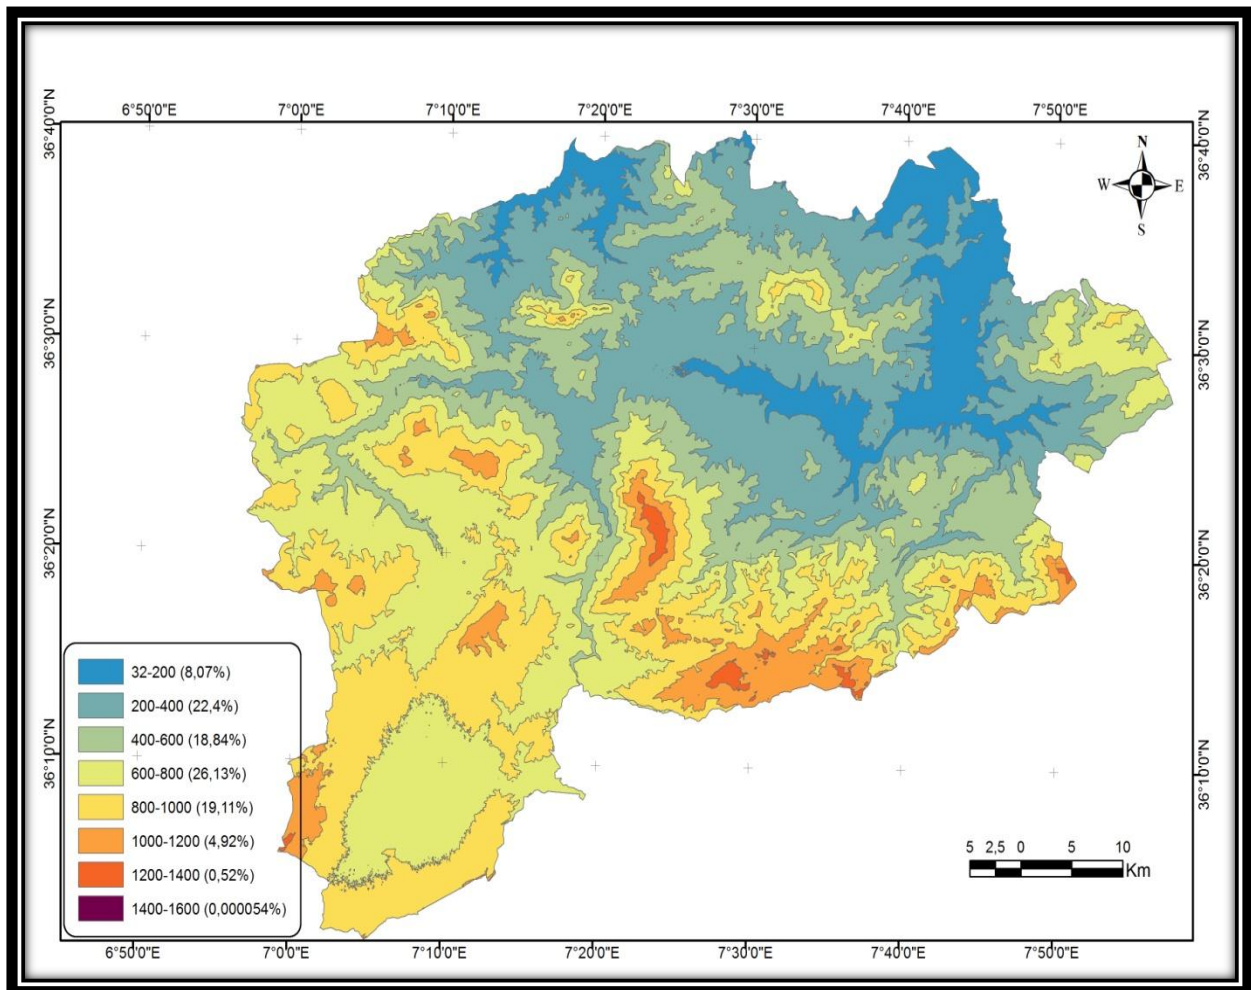 6°50'0"E 7°0'0"E 7°10'0"E 7°20'0"E 7°30'0"E 7°40'0"E 7°50'0"E
36°40'0"N
36°40'0"N
N
W E
S
36°30'0"N
36°30'0"N
36°20'0"N
36°20'0"N
36°10'0"N
36°10'0"N
32-200 (8,07%)
200-400 (22,4%)
400-600 (18,84%)
600-800 (26,13%)
800-1000 (19,11%)
1000-1200 (4,92%)
1200-1400 (0,52%)
1400-1600 (0,000054%)
5 2,5 0 5 10
Km
6°50'0"E 7°0'0"E 7°10'0"E 7°20'0"E 7°30'0"E 7°40'0"E 7°50'0"E